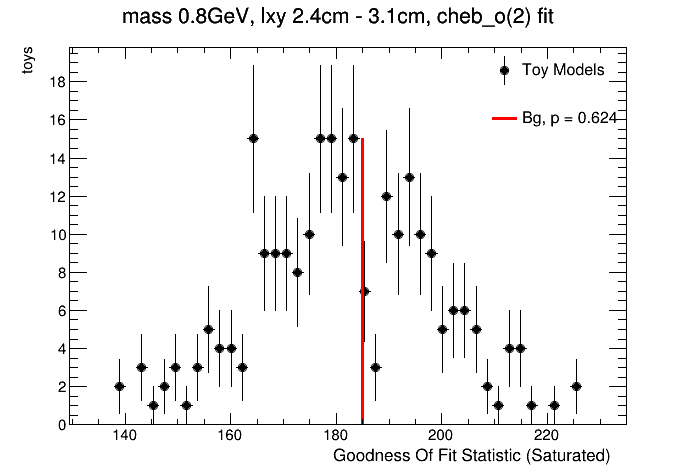 mass 0.8GeV, lxy 2.4cm - 3.1cm, cheb_o(2) fit
toys
Toy Models
Bg, p = 0.624
18
16
14
12
10
8
6
4
2
0
140 160 180 200 220
Goodness Of Fit Statistic (Saturated)